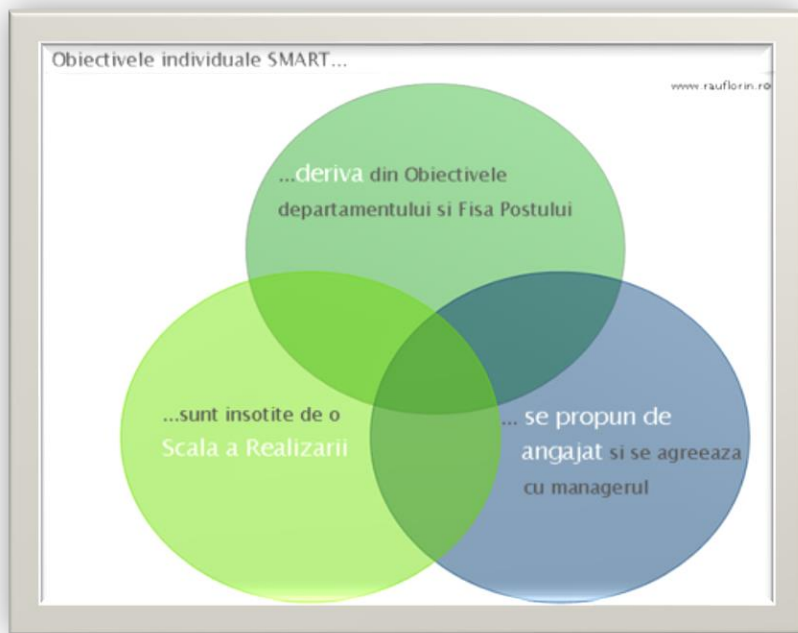 Obiectivele individuale SMART...
www.rauflorin.ro
...deriva din Obiectivele
departamentului si Fisa Postului
...sunt insotite de o
Scala a Realizarii
... se propun de
angajat si se agreeaza
cu managerul